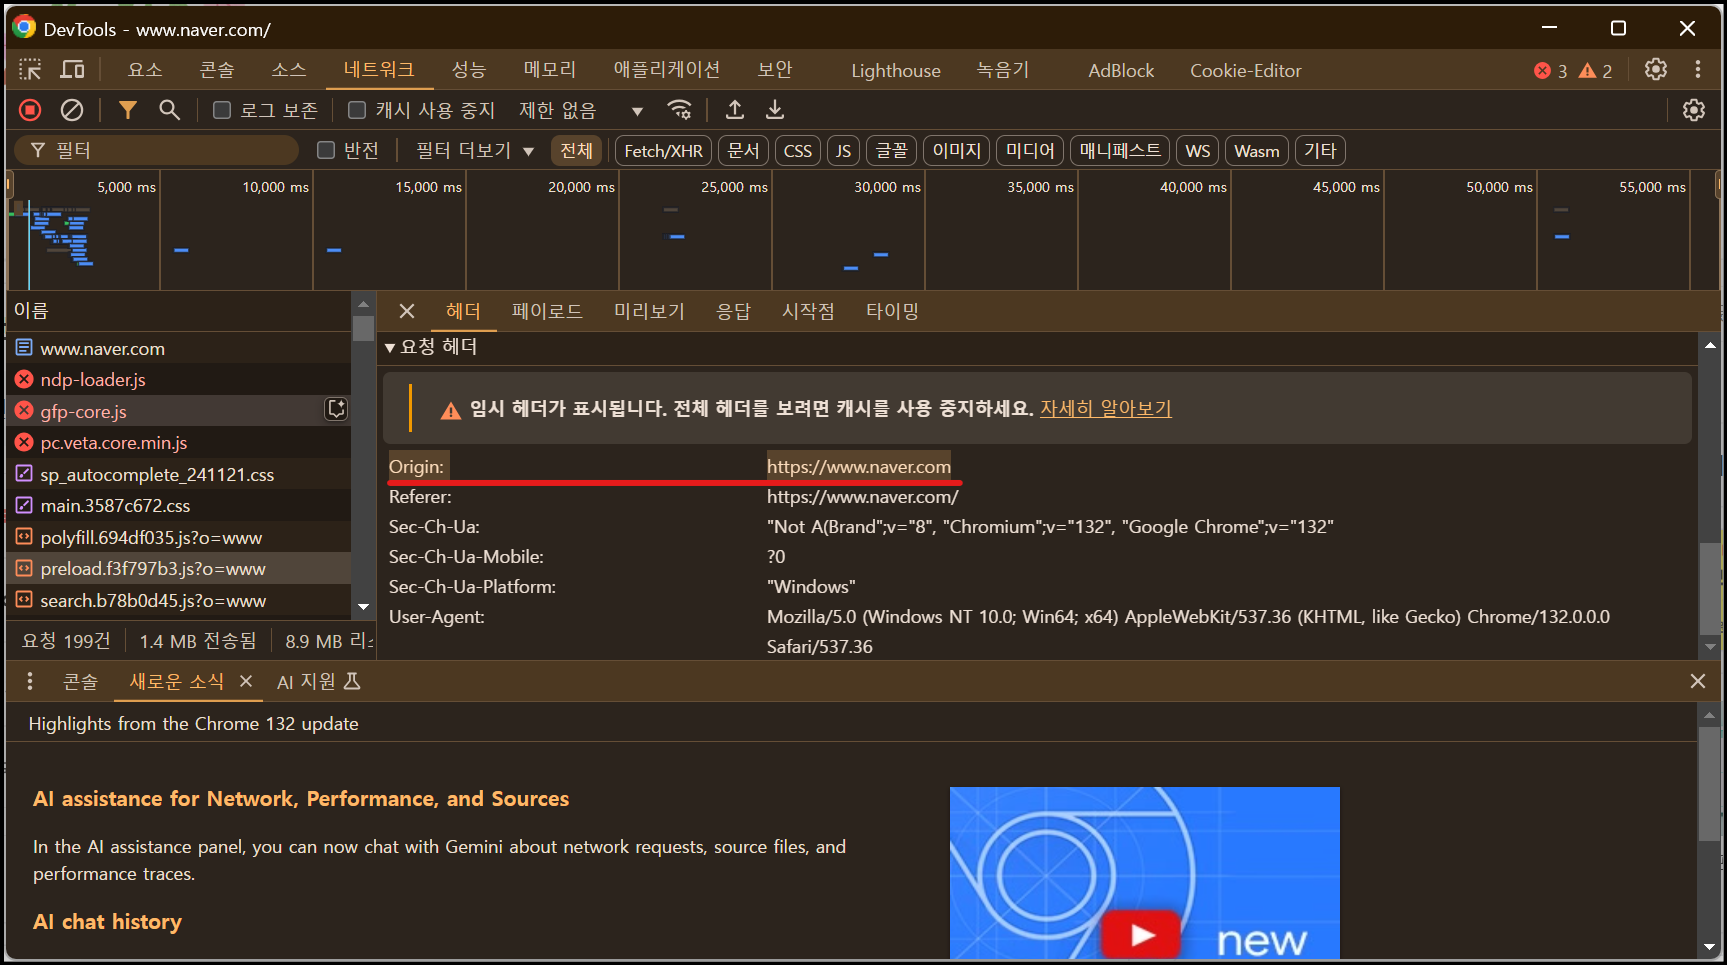 DevTools - www.naver.com/
요소 콘솔 소스 네트워크 성능 메모리 애플리케이션 보안 Lighthouse 녹음기 AdBlock Cookie-Editor 3 2
로그 보존 캐시 사용 중지 제한 없음
필터 반전 필터 더보기 전체 Fetch/XHR 문서 CSS JS 글꼴 이미지 미디어 매니페스트 WS Wasm 기타
5,000 ms 10,000 ms 15,000 ms 20,000 ms 25,000 ms 30,000 ms 35,000 ms 40,000 ms 45,000 ms 50,000 ms 55,000 ms
이름
www.naver.com
ndp-loader.js
gfp-core.js
pc.veta.core.min.js
sp_autocomplete_241121.css
main.3587c672.css
polyfill.694df035.js?o=www
preload.f3f797b3.js?o=www
search.b78b0d45.js?o=www
요청 199건 1.4 MB 전송됨 8.9 MB 리
헤더 페이로드 미리보기 응답 시작점 타이밍
요청 헤더
임시 헤더가 표시됩니다. 전체 헤더를 보려면 캐시를 사용 중지하세요. 자세히 알아보기
Origin: https://www.naver.com
Referer: https://www.naver.com/
Sec-Ch-Ua: "Not A(Brand";v="8", "Chromium";v="132", "Google Chrome";v="132"
Sec-Ch-Ua-Mobile: ?0
Sec-Ch-Ua-Platform: "Windows"
User-Agent: Mozilla/5.0 (Windows NT 10.0; Win64; x64) AppleWebKit/537.36 (KHTML, like Gecko) Chrome/132.0.0.0
Safari/537.36
콘솔 새로운 소식 AI 지원
Highlights from the Chrome 132 update
AI assistance for Network, Performance, and Sources
In the AI assistance panel, you can now chat with Gemini about network requests, source files, and
performance traces.
AI chat history
new